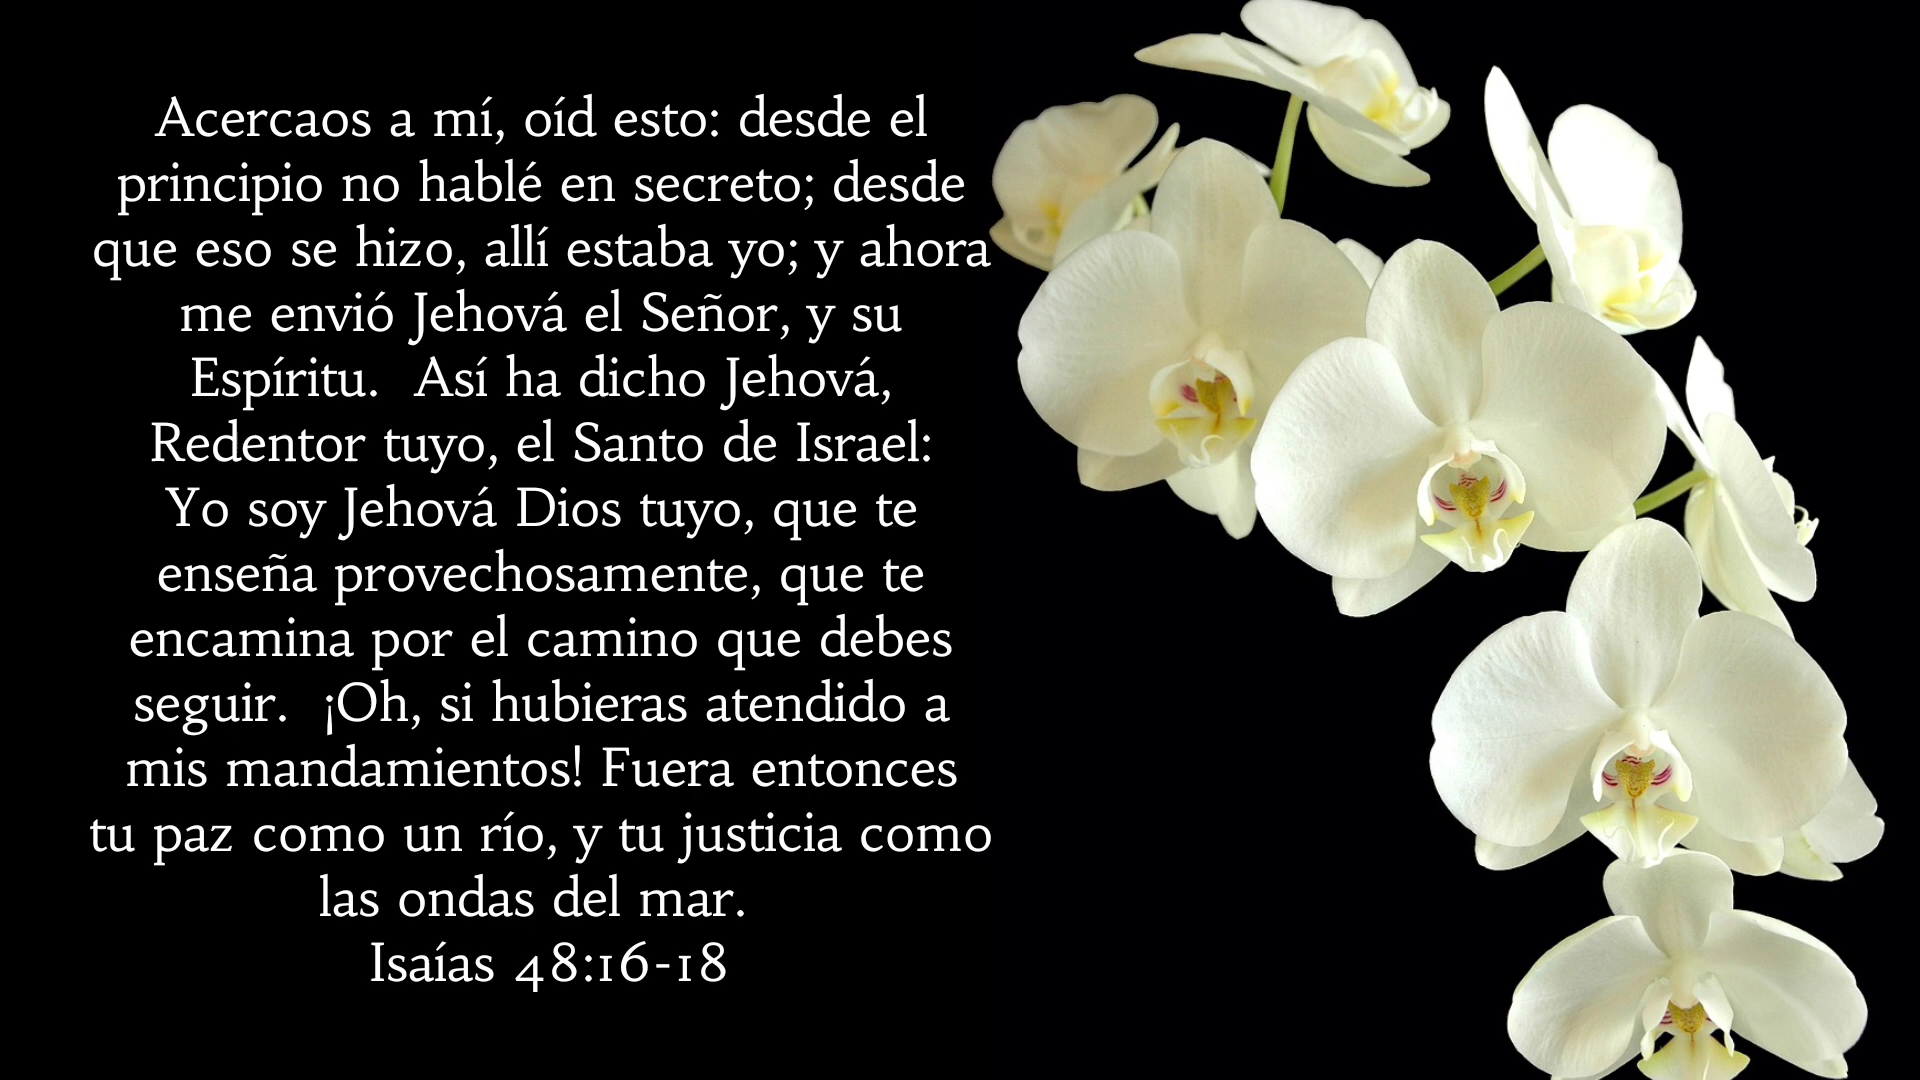 Acercaos a mí, oíd esto: desde el
principio no hablé en secreto; desde
que eso se hizo, allí estaba yo; y ahora
me envió Jehová el Señor, y su
Espíritu.  Así ha dicho Jehová,
Redentor tuyo, el Santo de Israel:
Yo soy Jehová Dios tuyo, que te
enseña provechosamente, que te
encamina por el camino que debes
seguir.  ¡Oh, si hubieras atendido a
mis mandamientos! Fuera entonces
tu paz como un río, y tu justicia como
las ondas del mar.
Isaías 48:16-18